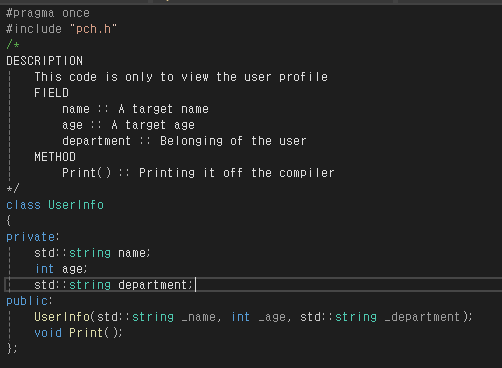 #pragma once
#include "pch.h"
/*
DESCRIPTION
    This code is only to view the user profile
    FIELD
        name :: A target name
        age :: A target age
        department :: Belonging of the user
    METHOD
        Print() :: Printing it off the compiler
*/
class UserInfo
{
private:
    std::string name;
    int age;
    std::string department;
public:
    UserInfo(std::string _name, int _age, std::string _department);
    void Print();
};